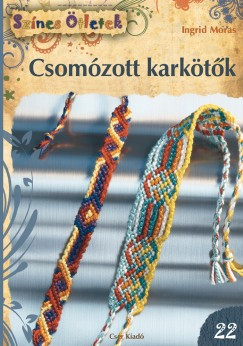 Színes Ötletek
Ingrid Moras
Csomózott karkötők
Cser Kiadó
22